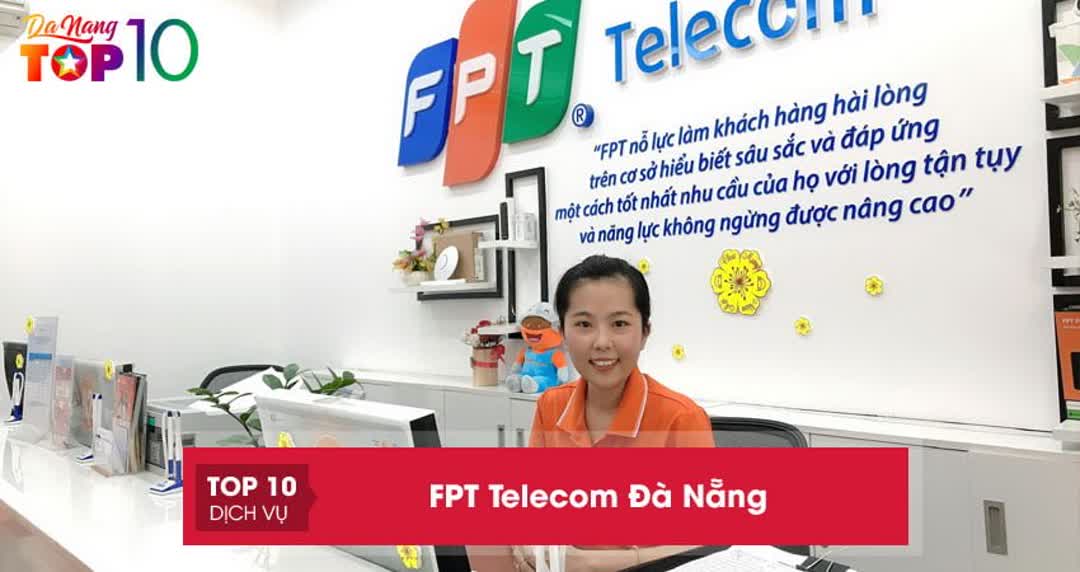 Da Nang
TOP10
FPT Telecom
®
"FPT nỗ lực làm khách hàng hài lòng
trên cơ sở hiểu biết sâu sắc và đáp ứng
một cách tốt nhất nhu cầu của họ với lòng tận tụy
và năng lực không ngừng được nâng cao"
TOP 10
DỊCH VỤ
FPT Telecom Đà Nẵng